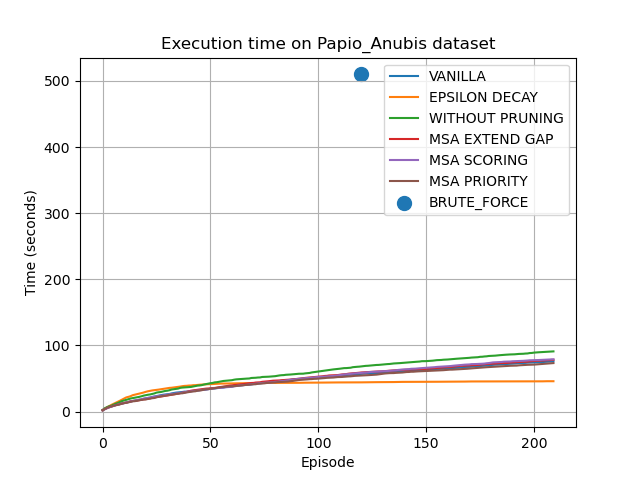 Execution time on Papio_Anubis dataset
Time (seconds)
500
400
300
200
100
0
VANILLA
EPSILON DECAY
WITHOUT PRUNING
MSA EXTEND GAP
MSA SCORING
MSA PRIORITY
BRUTE_FORCE
0 50 100 150 200
Episode